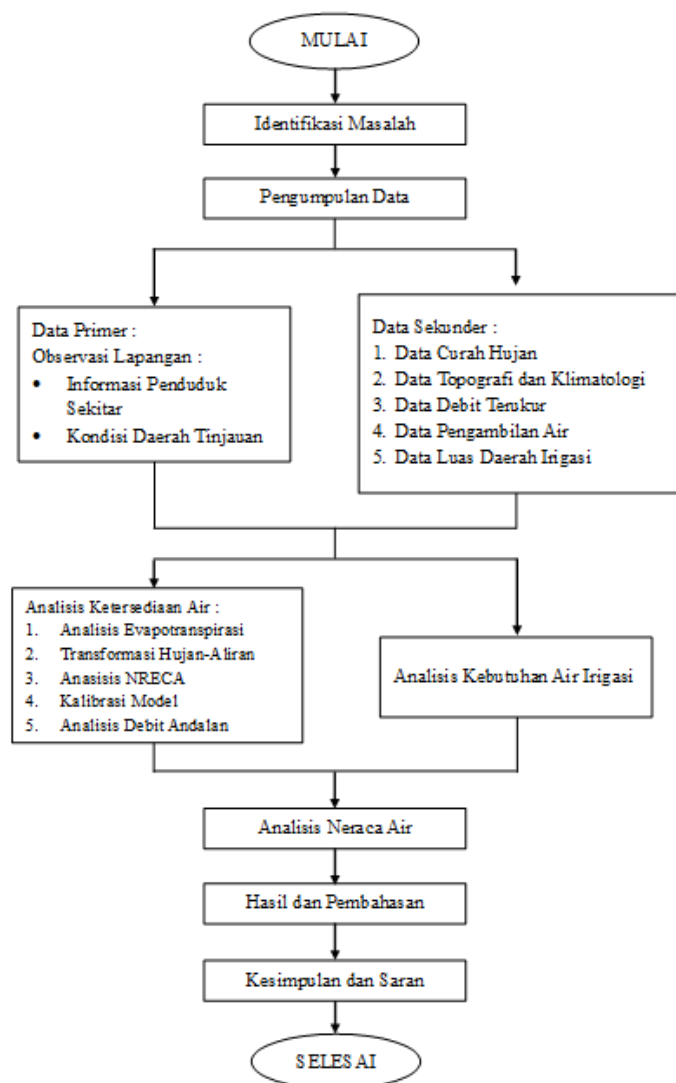 MULAI
Identifikasi Masalah
Pengumpulan Data
Data Primer :
Observasi Lapangan :
• Informasi Penduduk
Sekitar
• Kondisi Daerah Tinjauan
Data Sekunder :
1. Data Curah Hujan
2. Data Topografi dan Klimatologi
3. Data Debit Terukur
4. Data Pengambilan Air
5. Data Luas Daerah Irigasi
Analisis Ketersediaan Air :
1. Analisis Evapotranspirasi
2. Transformasi Hujan-Aliran
3. Anasisis NRECA
4. Kalibrasi Model
5. Analisis Debit Andalan
Analisis Kebutuhan Air Irigasi
Analisis Neraca Air
Hasil dan Pembahasan
Kesimpulan dan Saran
SELESAI